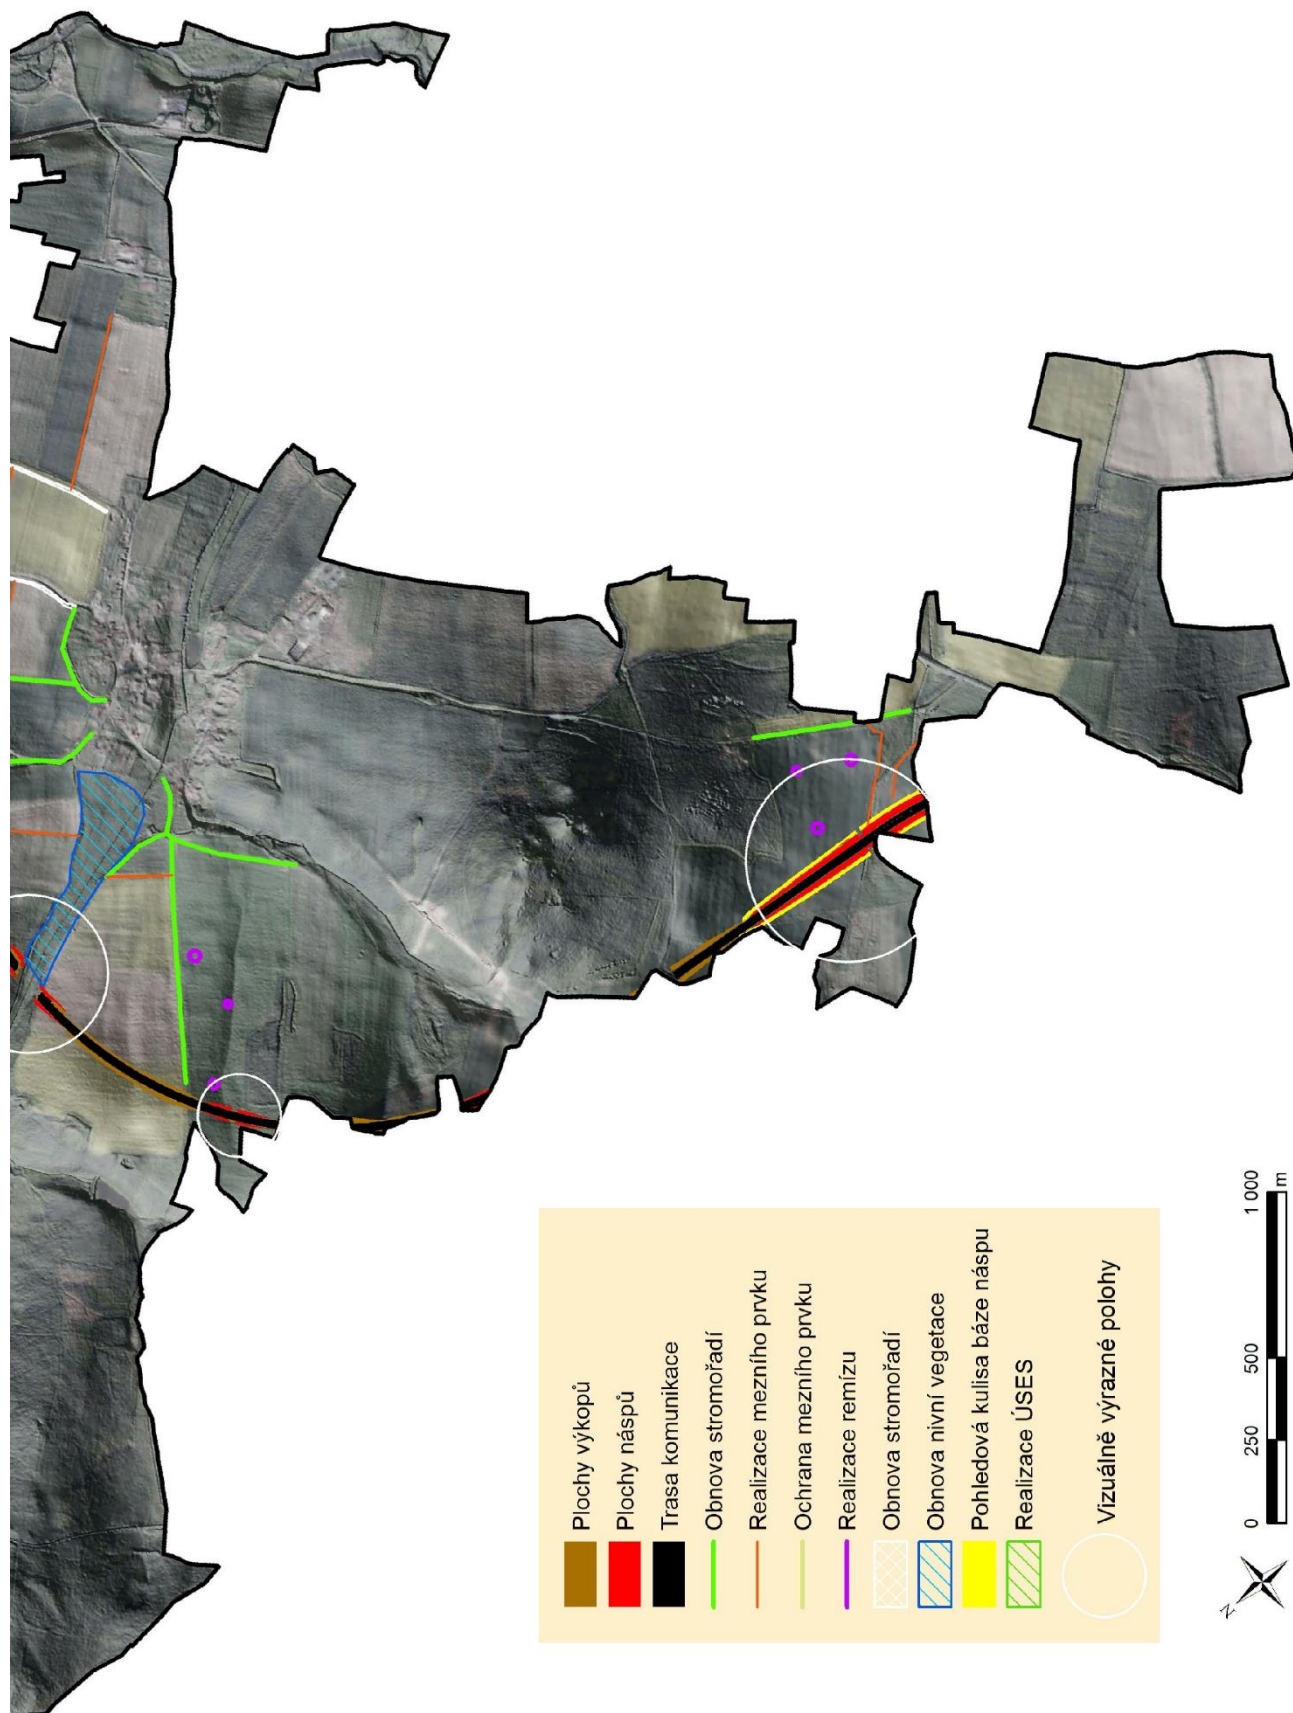 Plochy výkopů
Plochy náspů
Trasa komunikace
Obnova stromořadí
Realizace mezního prvku
Ochrana mezního prvku
Realizace remízu
Obnova stromořadí
Obnova nivní vegetace
Pohledová kulisa báze náspu
Realizace ÚSES
Vizuálně výrazné polohy
N
0 250 500 1 000
m